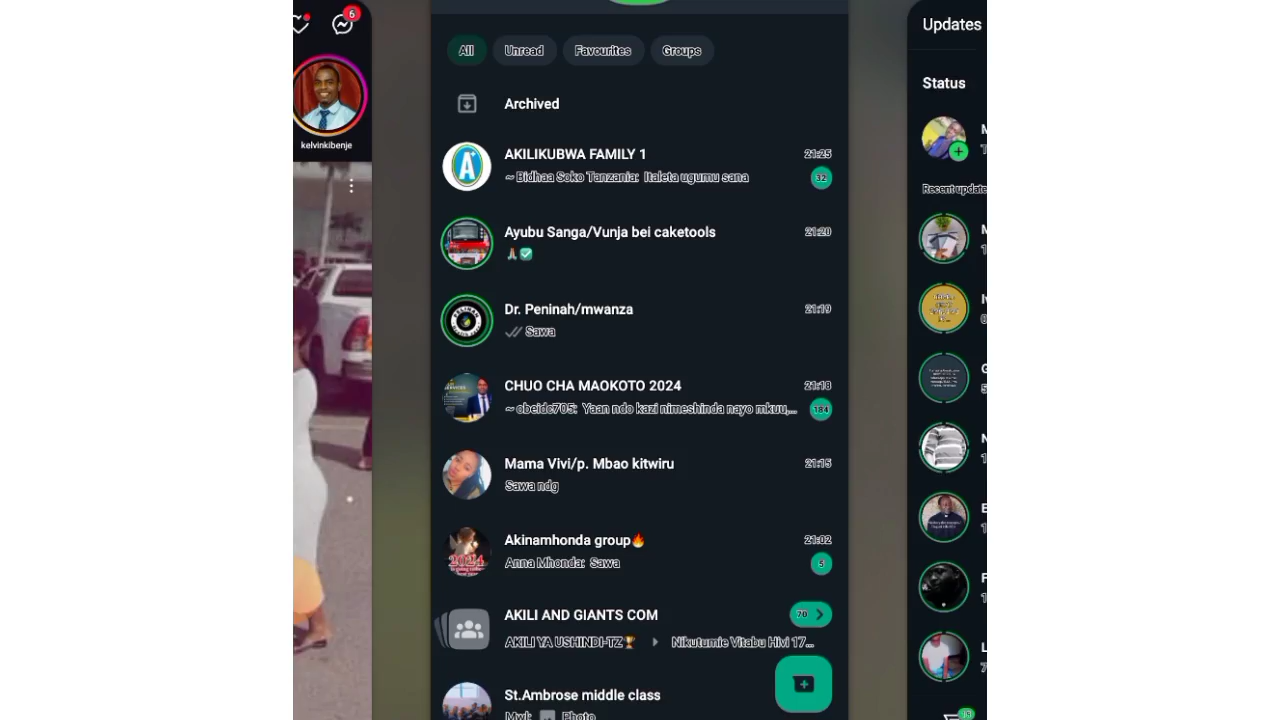 6
kelvinkibenje
All
Unread
Favourites
Groups
Archived
AKILIKUBWA FAMILY 1
21:25
~ Bidhaa Soko Tanzania: Italeta ugumu sana
32
Ayubu Sanga/Vunja bei caketools
21:20
🙏🏽✅
Dr. Peninah/mwanza
21:19
Sawa
CHUO CHA MAOKOTO 2024
21:18
~ obeidc705: Yaan ndo kazi nimeshinda nayo mkuu,...
184
Mama Vivi/p. Mbao kitwiru
21:15
Sawa ndg
Akinamhonda group🔥
21:02
Anna Mhonda: Sawa
5
2024
AKILI AND GIANTS COM
70
AKILI YA USHINDI-TZ🏆
Nikutumie Vitabu Hivi 17...
St.Ambrose middle class
Photo
Updates
Status
Recent update